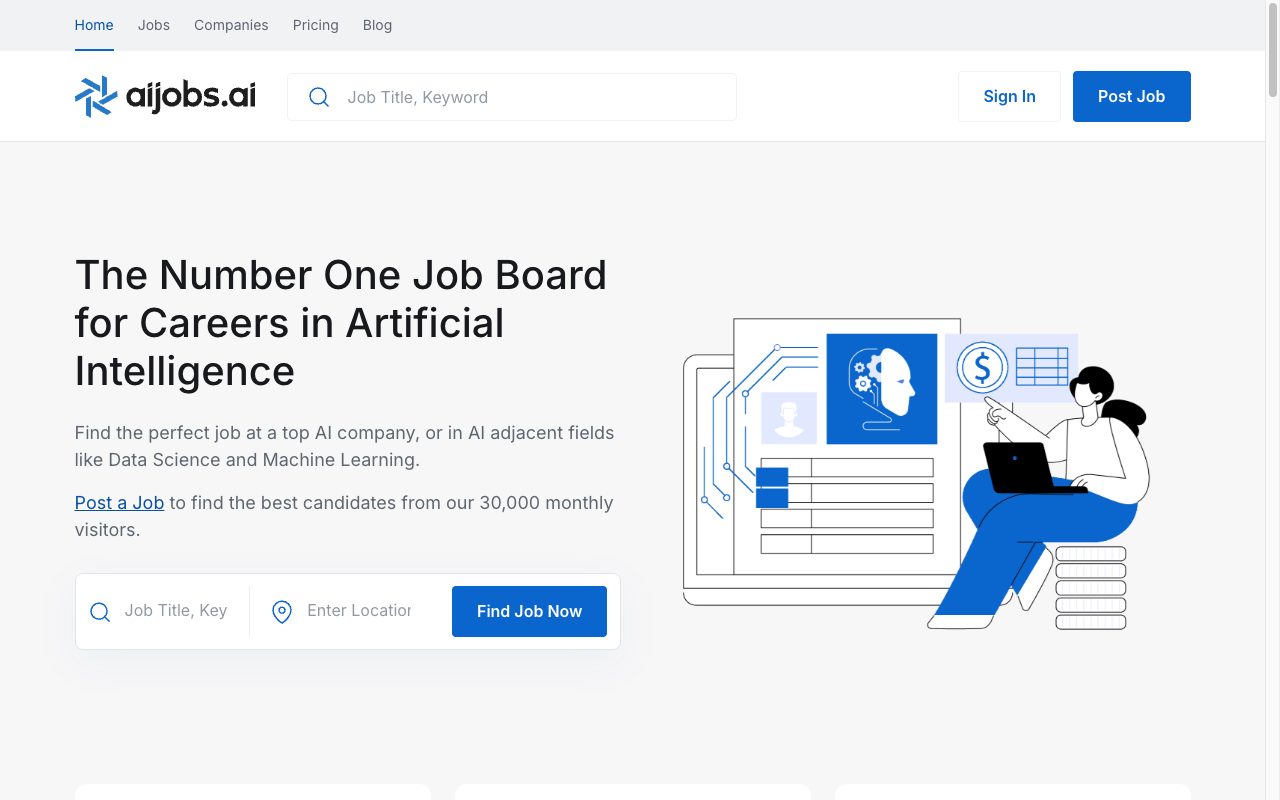 Home Jobs Companies Pricing Blog
aijobs.ai Job Title, Keyword Sign In Post Job
The Number One Job Board
for Careers in Artificial
Intelligence
Find the perfect job at a top AI company, or in AI adjacent fields
like Data Science and Machine Learning.
Post a Job to find the best candidates from our 30,000 monthly
visitors.
Job Title, Key Enter Location Find Job Now
$